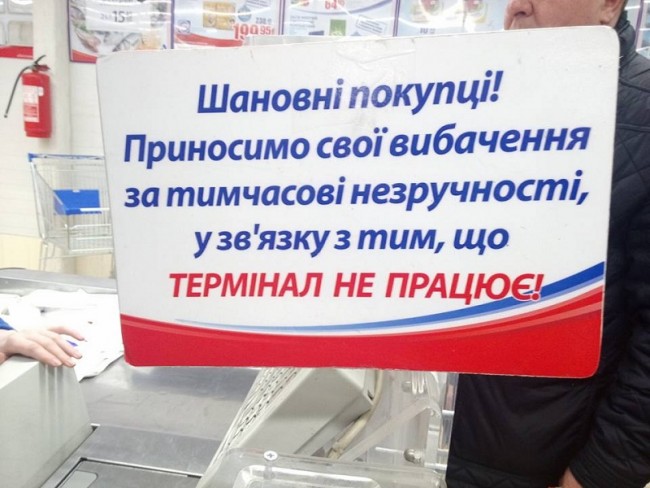 Шановні покупці!
Приносимо свої вибачення
за тимчасові незручності,
у зв'язку з тим, що
ТЕРМІНАЛ НЕ ПРАЦЮЄ!